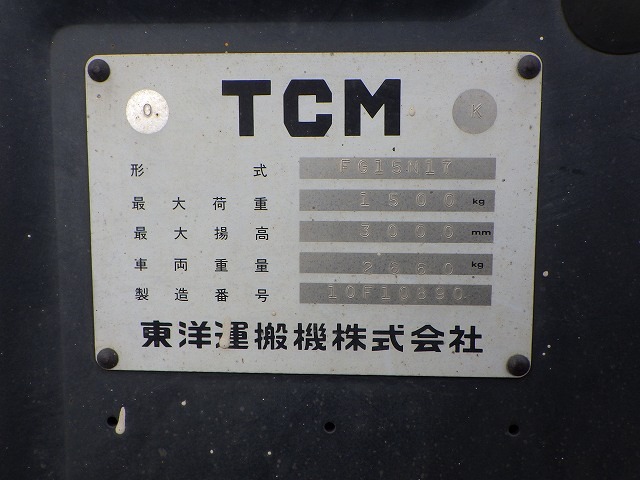 TCM
O
K
形式 FG15N17
最大荷重 1500 kg
最大揚高 3000 mm
車両重量 2660 kg
製造番号 10F10890
東洋運搬機株式会社